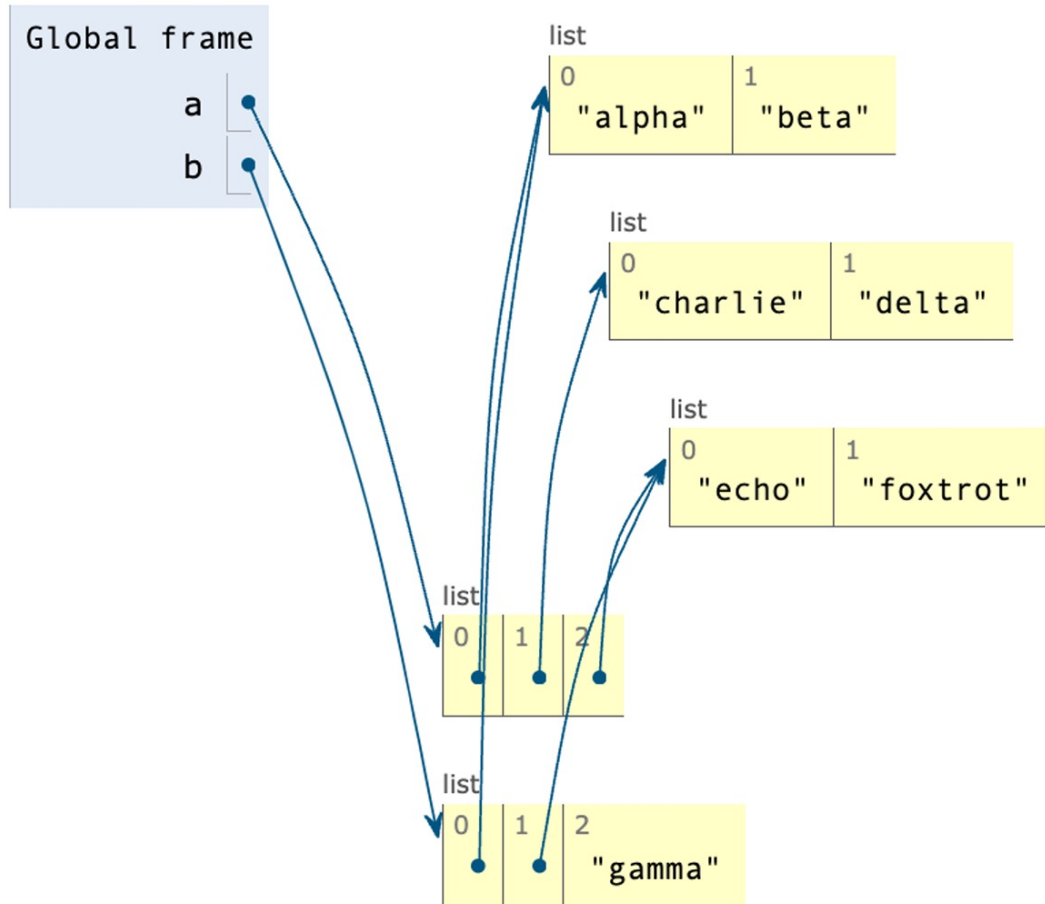 Global frame
a
b
list
0 1
"alpha" "beta"
list
0 1
"charlie" "delta"
list
0 1
"echo" "foxtrot"
list
0 1 2
list
0 1 2
"gamma"